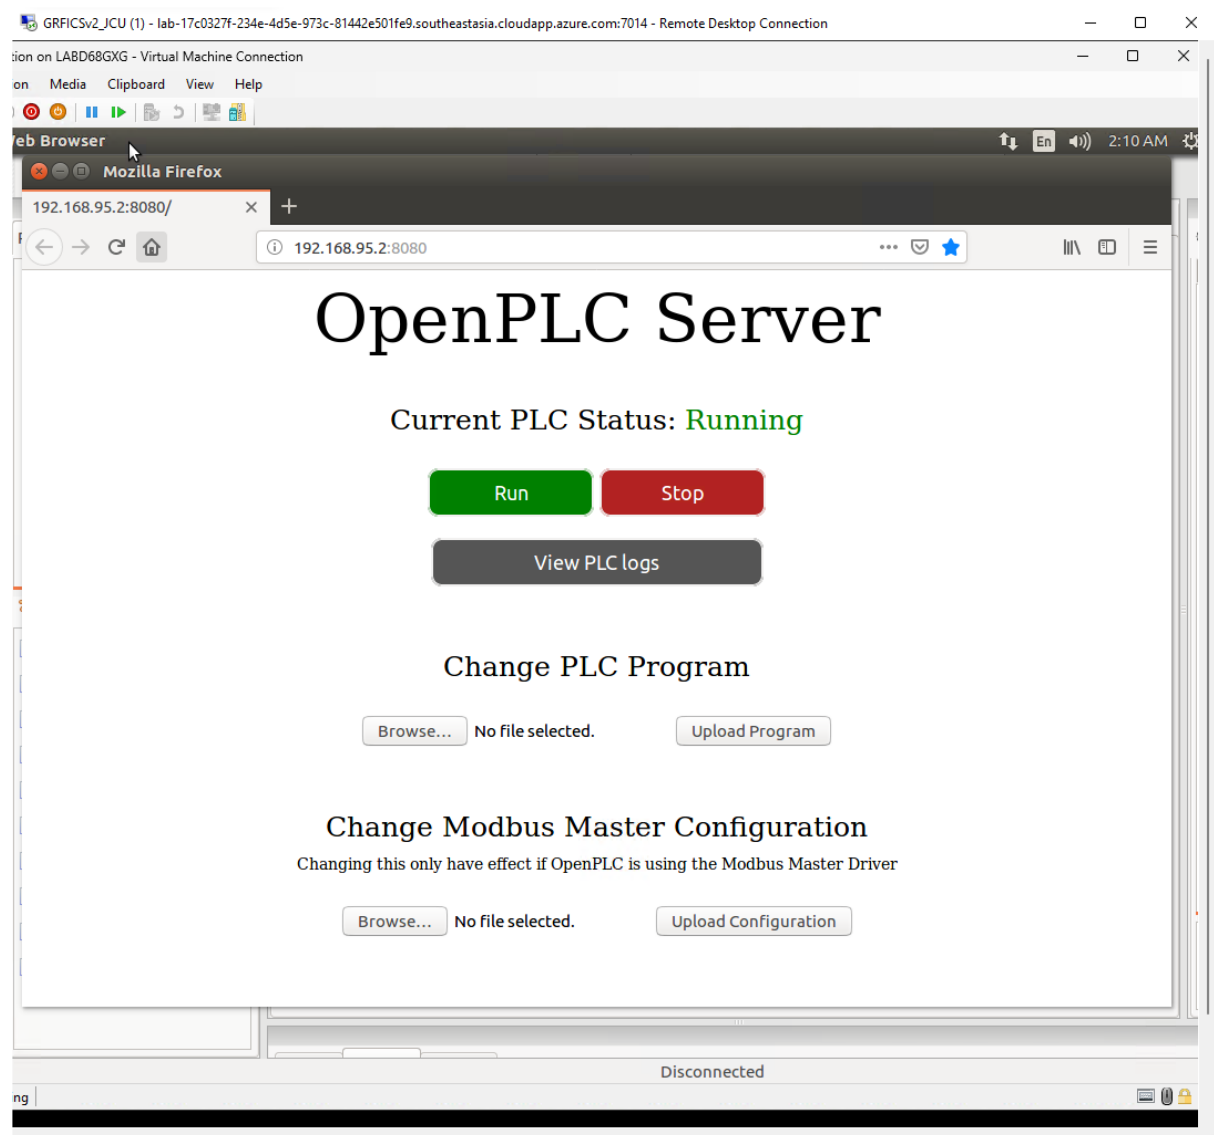 GRFICSv2_JCU (1) - lab-17c0327f-234e-4d5e-973c-81442e501fe9.southeastasia.cloudapp.azure.com:7014 - Remote Desktop Connection
tion on LABD68GXG - Virtual Machine Connection
on Media Clipboard View Help
eb Browser En 2:10 AM
Mozilla Firefox
192.168.95.2:8080/
192.168.95.2:8080
OpenPLC Server
Current PLC Status: Running
Run Stop
View PLC logs
Change PLC Program
Browse... No file selected. Upload Program
Change Modbus Master Configuration
Changing this only have effect if OpenPLC is using the Modbus Master Driver
Browse... No file selected. Upload Configuration
Disconnected
ng